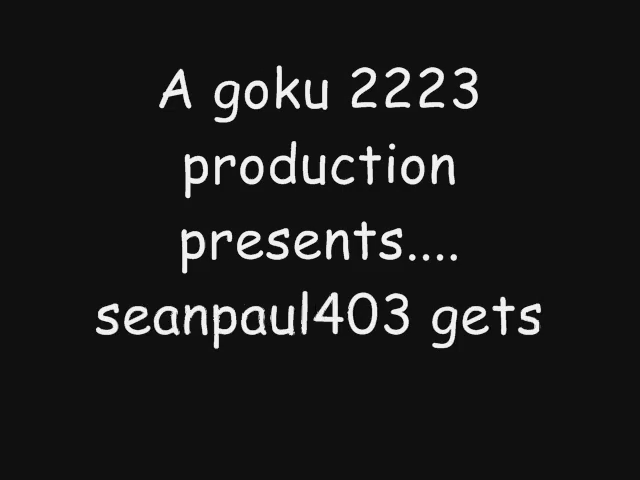 A goku 2223
production
presents....
seanpaul403 gets